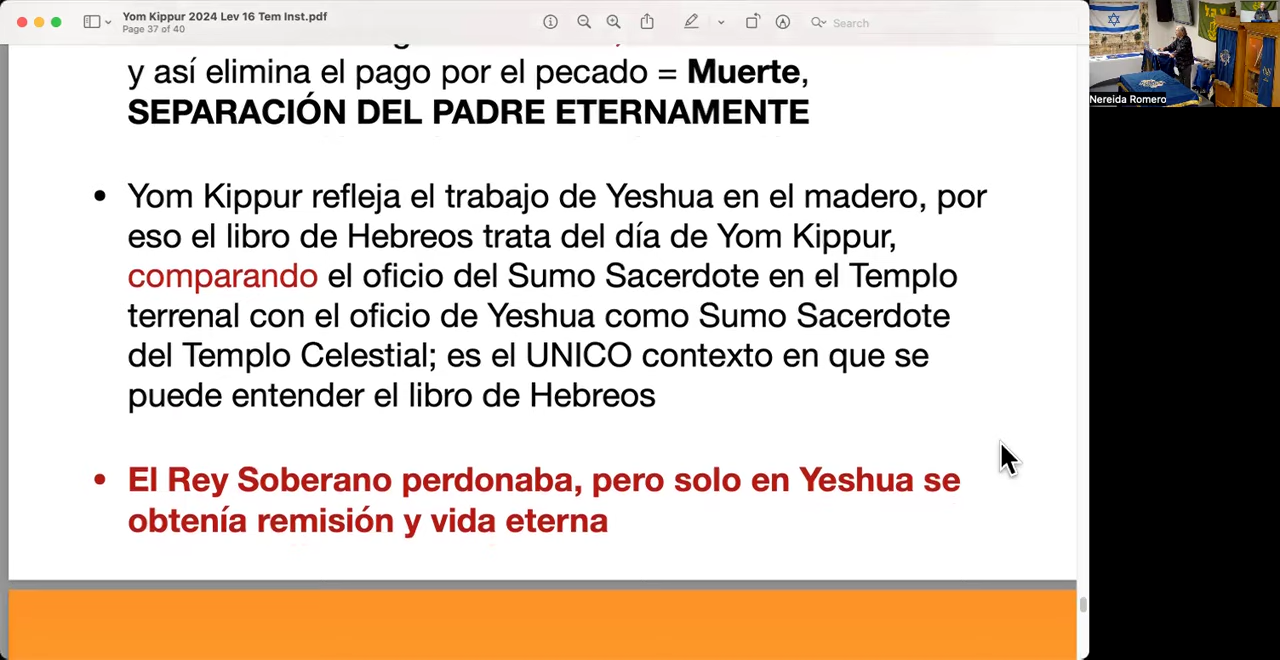 Yom Kippur 2024 Lev 16 Tem Inst.pdf
Page 37 of 40
Search
y así elimina el pago por el pecado = Muerte,
SEPARACIÓN DEL PADRE ETERNAMENTE
• Yom Kippur refleja el trabajo de Yeshua en el madero, por
eso el libro de Hebreos trata del día de Yom Kippur,
comparando el oficio del Sumo Sacerdote en el Templo
terrenal con el oficio de Yeshua como Sumo Sacerdote
del Templo Celestial; es el UNICO contexto en que se
puede entender el libro de Hebreos
• El Rey Soberano perdonaba, pero solo en Yeshua se
obtenía remisión y vida eterna
Nereida Romero